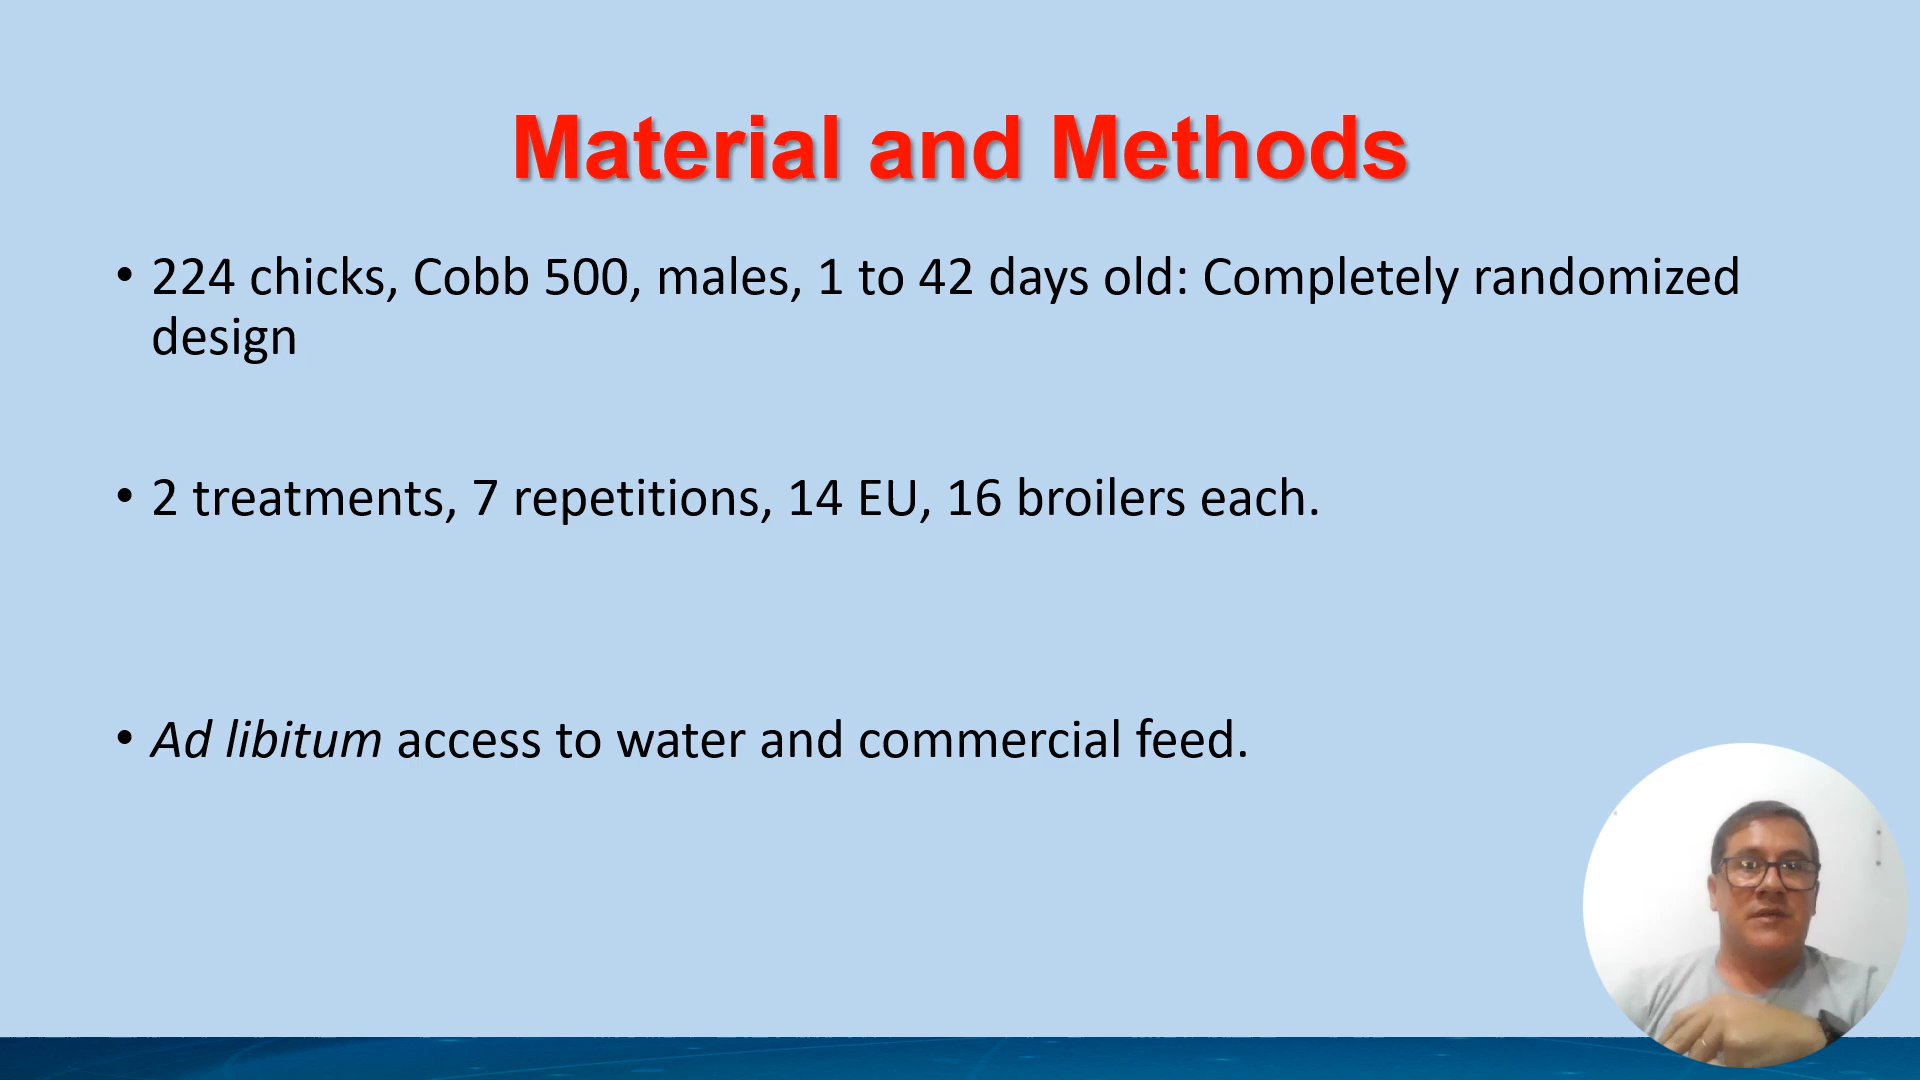 Material and Methods
• 224 chicks, Cobb 500, males, 1 to 42 days old: Completely randomized
design
• 2 treatments, 7 repetitions, 14 EU, 16 broilers each.
• Ad libitum access to water and commercial feed.